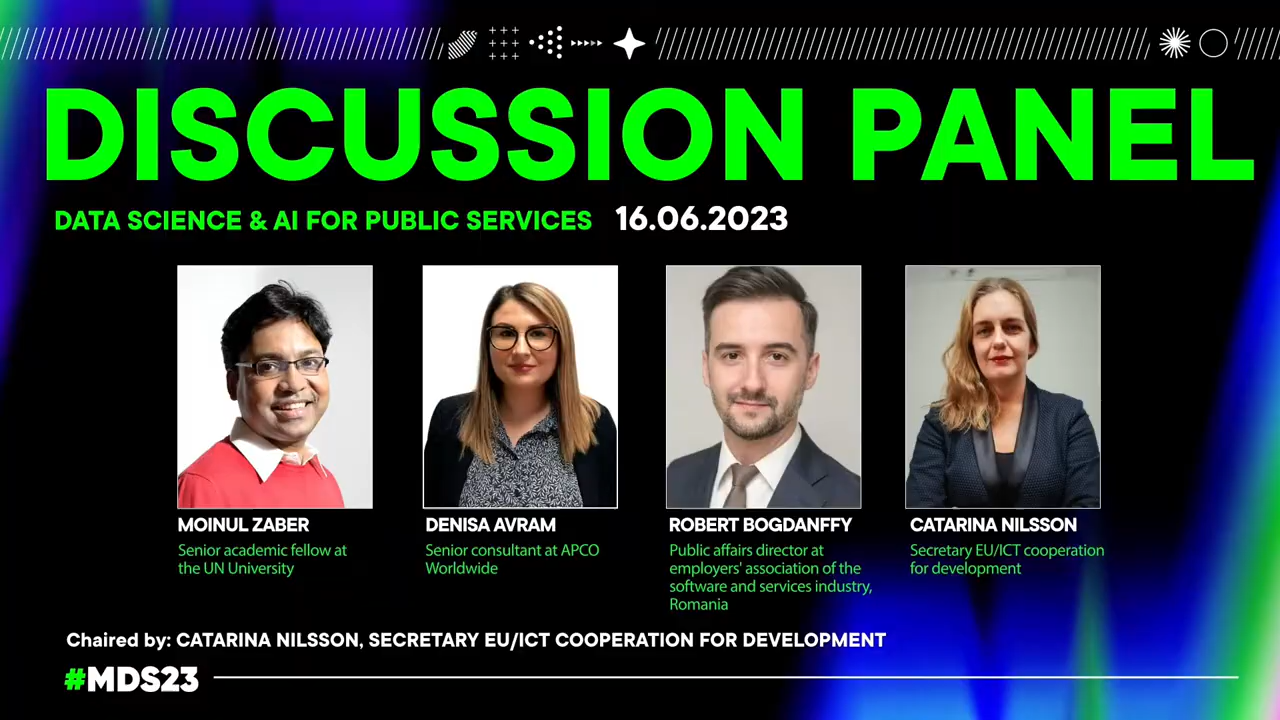 DISCUSSION PANEL
DATA SCIENCE & AI FOR PUBLIC SERVICES 16.06.2023
MOINUL ZABER
Senior academic fellow at
the UN University
DENISA AVRAM
Senior consultant at APCO
Worldwide
ROBERT BOGDANFFY
Public affairs director at
employers' association of the
software and services industry,
Romania
CATARINA NILSSON
Secretary EU/ICT cooperation
for development
Chaired by: CATARINA NILSSON, SECRETARY EU/ICT COOPERATION FOR DEVELOPMENT
#MDS23